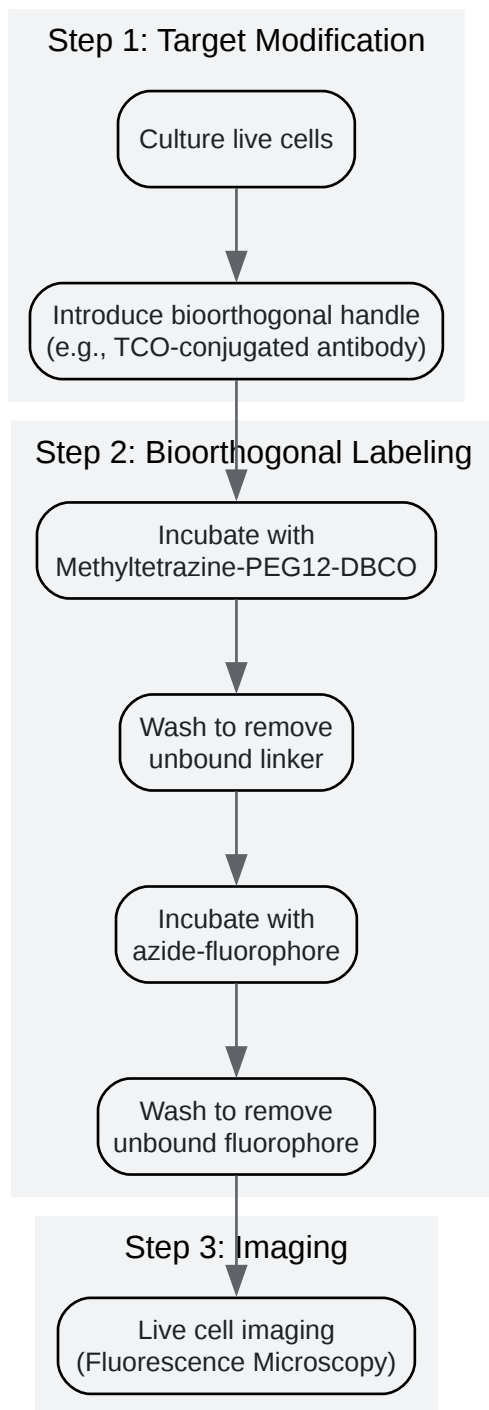 Step 1: Target Modification
Culture live cells
Introduce bioorthogonal handle
(e.g., TCO-conjugated antibody)
Step 2: Bioorthogonal Labeling
Incubate with
Methyltetrazine-PEG12-DBCO
Wash to remove
unbound linker
Incubate with
azide-fluorophore
Wash to remove
unbound fluorophore
Step 3: Imaging
Live cell imaging
(Fluorescence Microscopy)